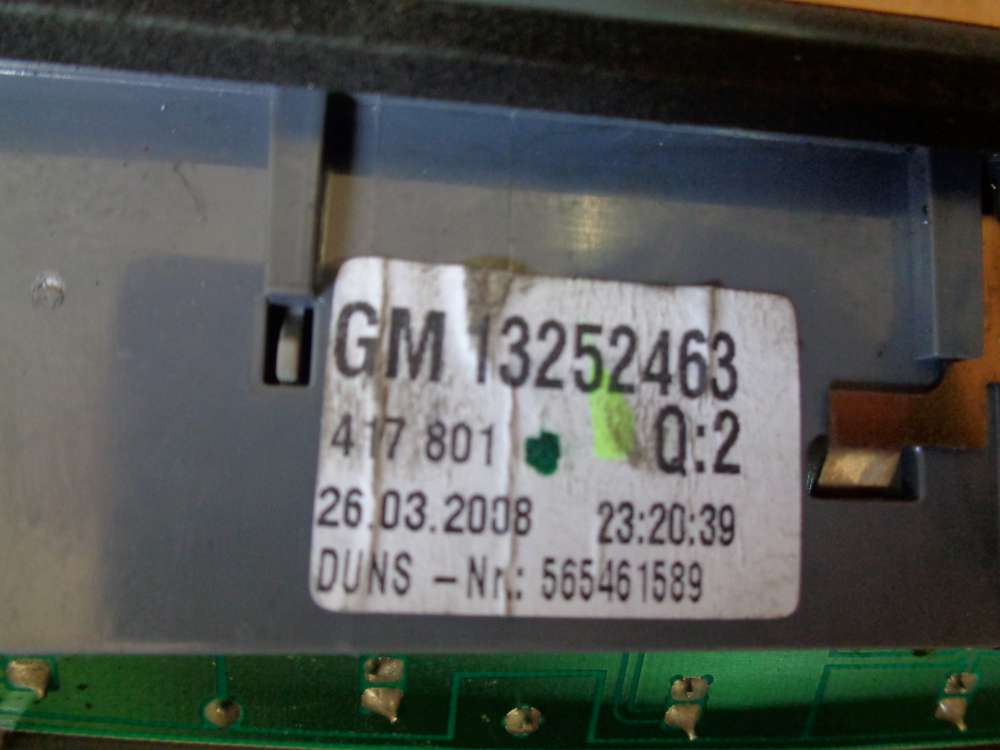 GM 13252463
417 801 Q:2
26.03.2008 23:20:39
DUNS -Nr.: 565461589